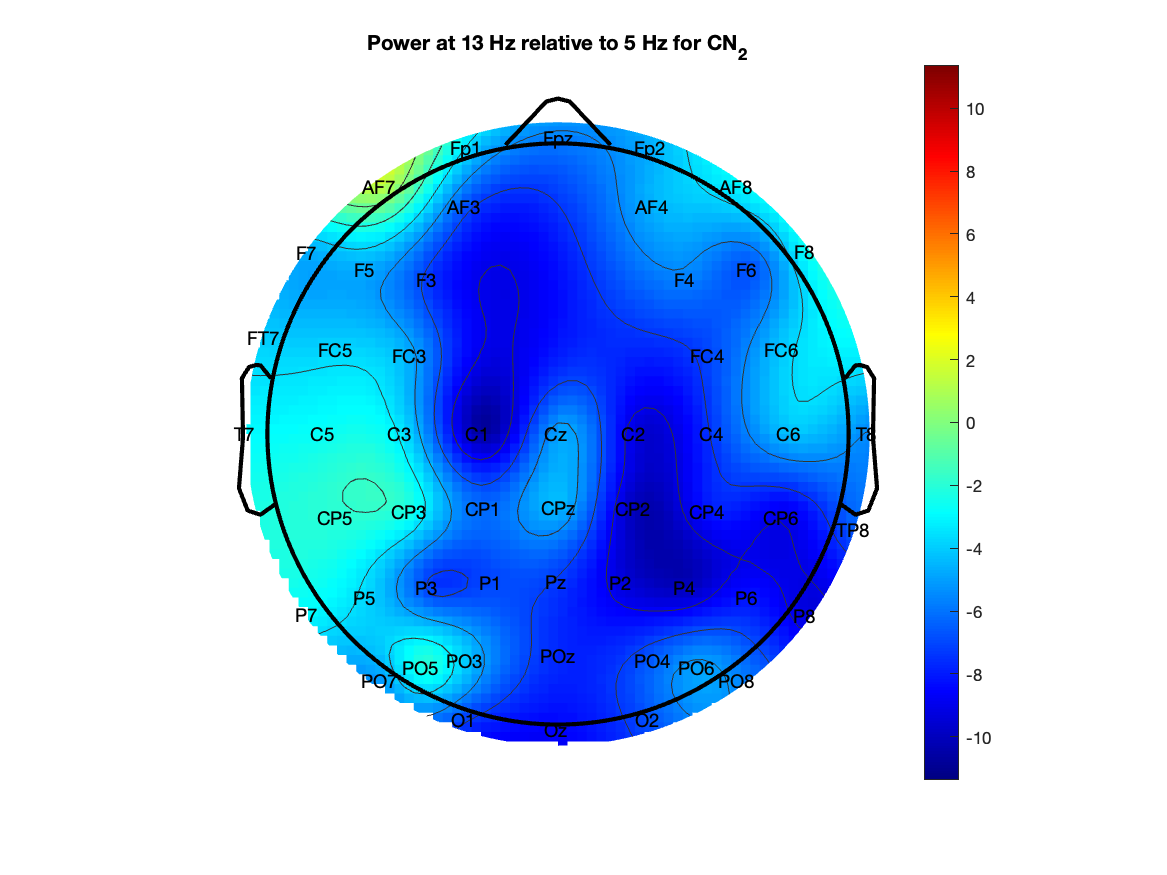 Power at 13 Hz relative to 5 Hz for CN₂
Fp1 Fpz Fp2
AF7 AF8
AF3 AF4
F7 F8
F5 F3 F4 F6
FT7
FC5 FC3 FC4 FC6
T7 C5 C3 C1 Cz C2 C4 C6 T8
CP5 CP3 CP1 CPz CP2 CP4 CP6
TP8
P3 P1 Pz P2 P4
P5 P6
P7 P8
PO5 PO3 POz PO4 PO6
PO7 PO8
O1 Oz O2
10
8
6
4
2
0
-2
-4
-6
-8
-10